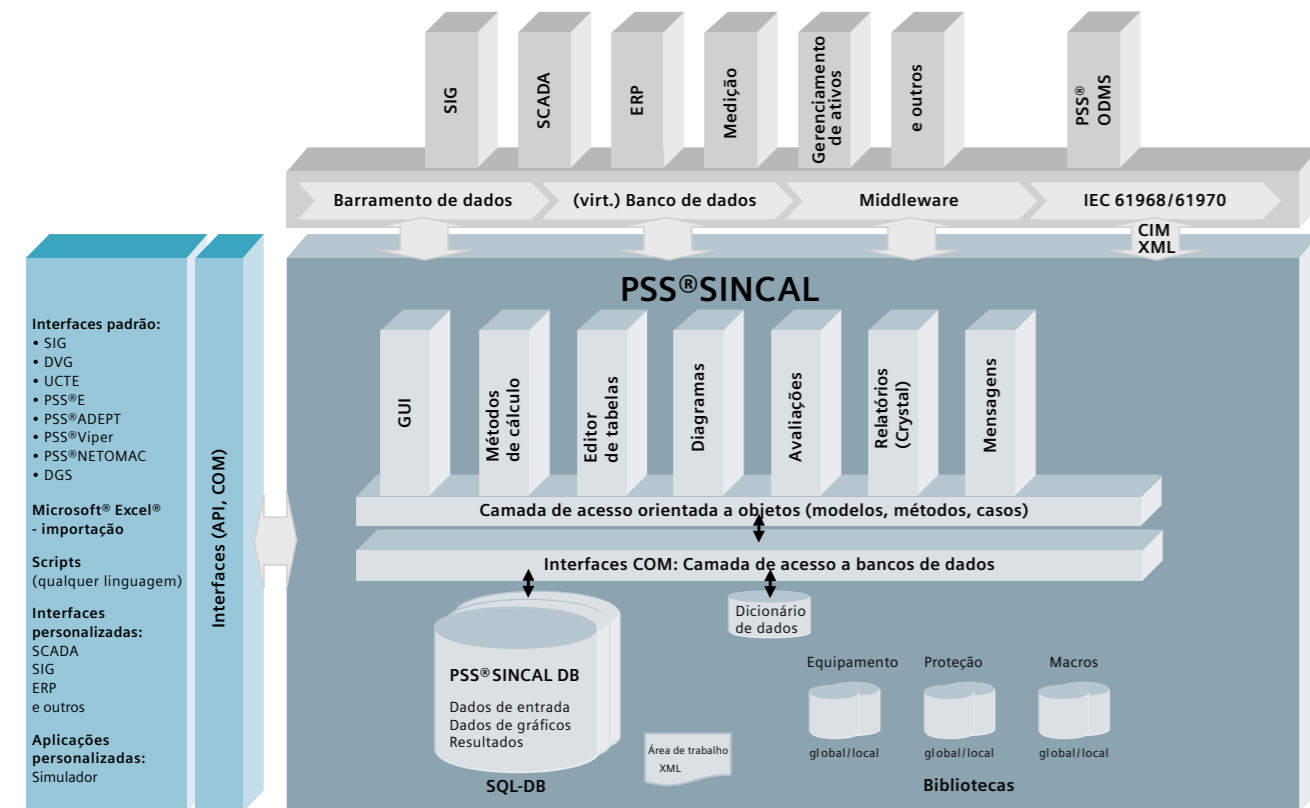 SIG
SCADA
ERP
Medição
Gerenciamento
de ativos
e outros
PSS®
ODMS
Barramento de dados
(virt.) Banco de dados
Middleware
IEC 61968/61970
CIM
XML
PSS®SINCAL
GUI
Métodos
de cálculo
Editor
de tabelas
Diagramas
Avaliações
Relatórios
(Crystal)
Mensagens
Camada de acesso orientada a objetos (modelos, métodos, casos)
Interfaces COM: Camada de acesso a bancos de dados
PSS®SINCAL DB
Dados de entrada
Dados de gráficos
Resultados
SQL-DB
Dicionário
de dados
Área de trabalho
XML
Equipamento
Proteção
Macros
global/local
global/local
global/local
Bibliotecas
Interfaces padrão:
• SIG
• DVG
• UCTE
• PSS®E
• PSS®ADEPT
• PSS®Viper
• PSS®NETOMAC
• DGS
Microsoft® Excel®
- importação
Scripts
(qualquer linguagem)
Interfaces
personalizadas:
SCADA
SIG
ERP
e outros
Aplicações
personalizadas:
Simulador
Interfaces (API, COM)